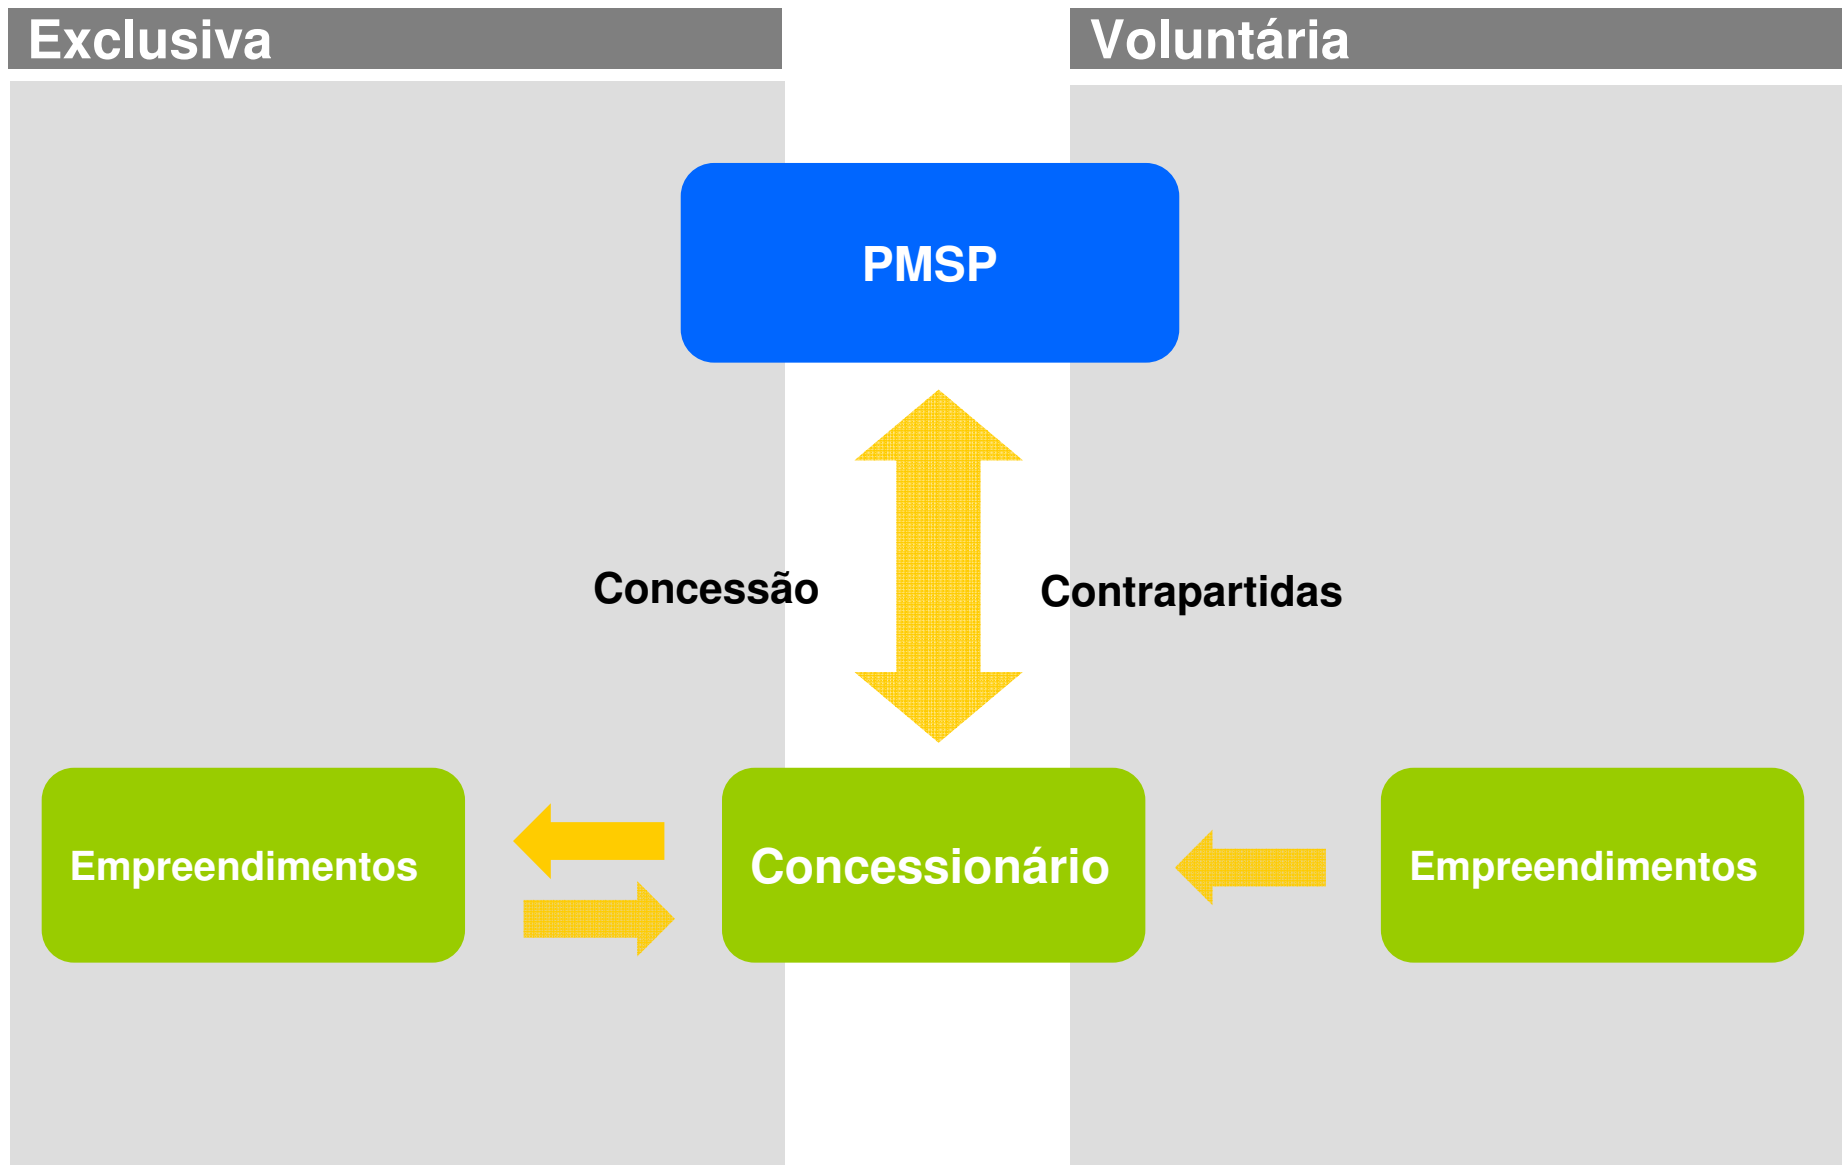 Exclusiva
Voluntária
PMSP
Concessão
Contrapartidas
Empreendimentos
Concessionário
Empreendimentos